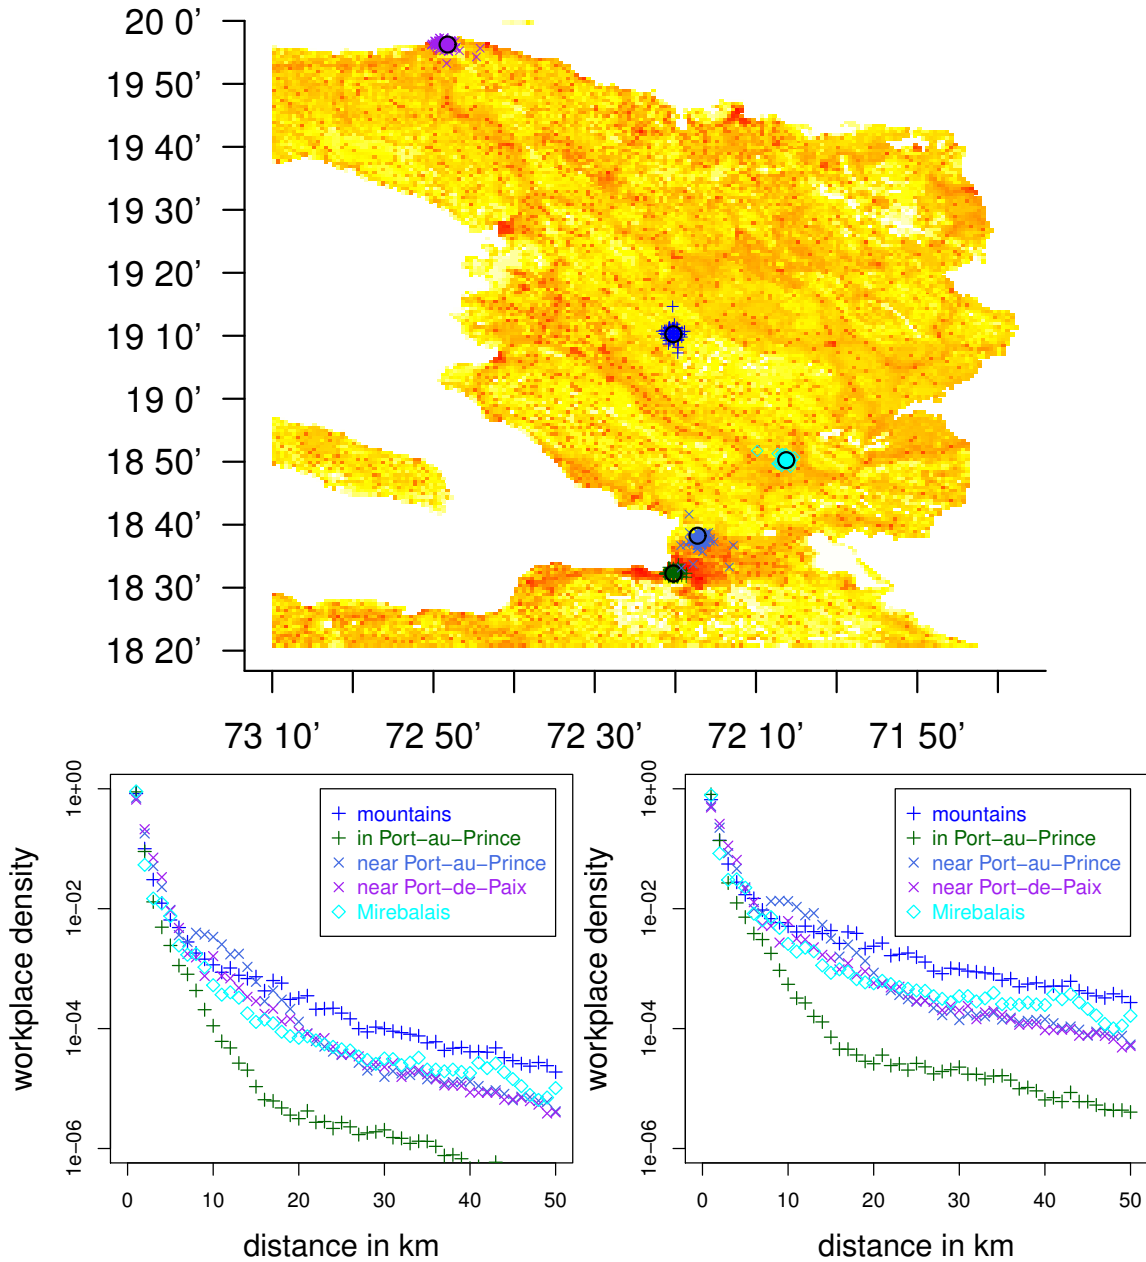 20 0’
19 50’
19 40’
19 30’
19 20’
19 10’
19 0’
18 50’
18 40’
18 30’
18 20’
73 10’ 72 50’ 72 30’ 72 10’ 71 50’
workplace density
1e+00
1e−02
1e−04
1e−06
mountains
in Port−au−Prince
near Port−au−Prince
near Port−de−Paix
Mirebalais
0 10 20 30 40 50
distance in km
workplace density
1e+00
1e−02
1e−04
1e−06
mountains
in Port−au−Prince
near Port−au−Prince
near Port−de−Paix
Mirebalais
0 10 20 30 40 50
distance in km